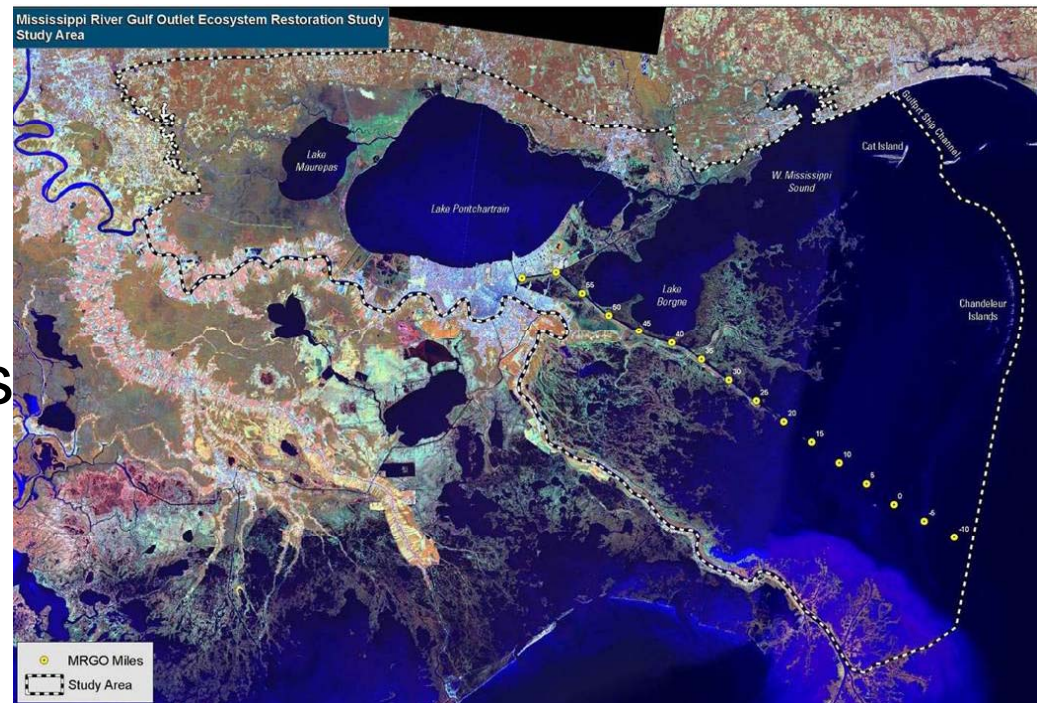 Mississippi River Gulf Outlet Ecosystem Restoration Study
Study Area
Lake
Maurepas
Lake Pontchartrain
Gulfprt Ship Channel
Cat Island
W. Mississippi
Sound
Lake
Borgne
Chandeleur
Islands
55
50
45
40
30
25
20
15
10
5
0
-5
-10
s
MRGO Miles
Study Area